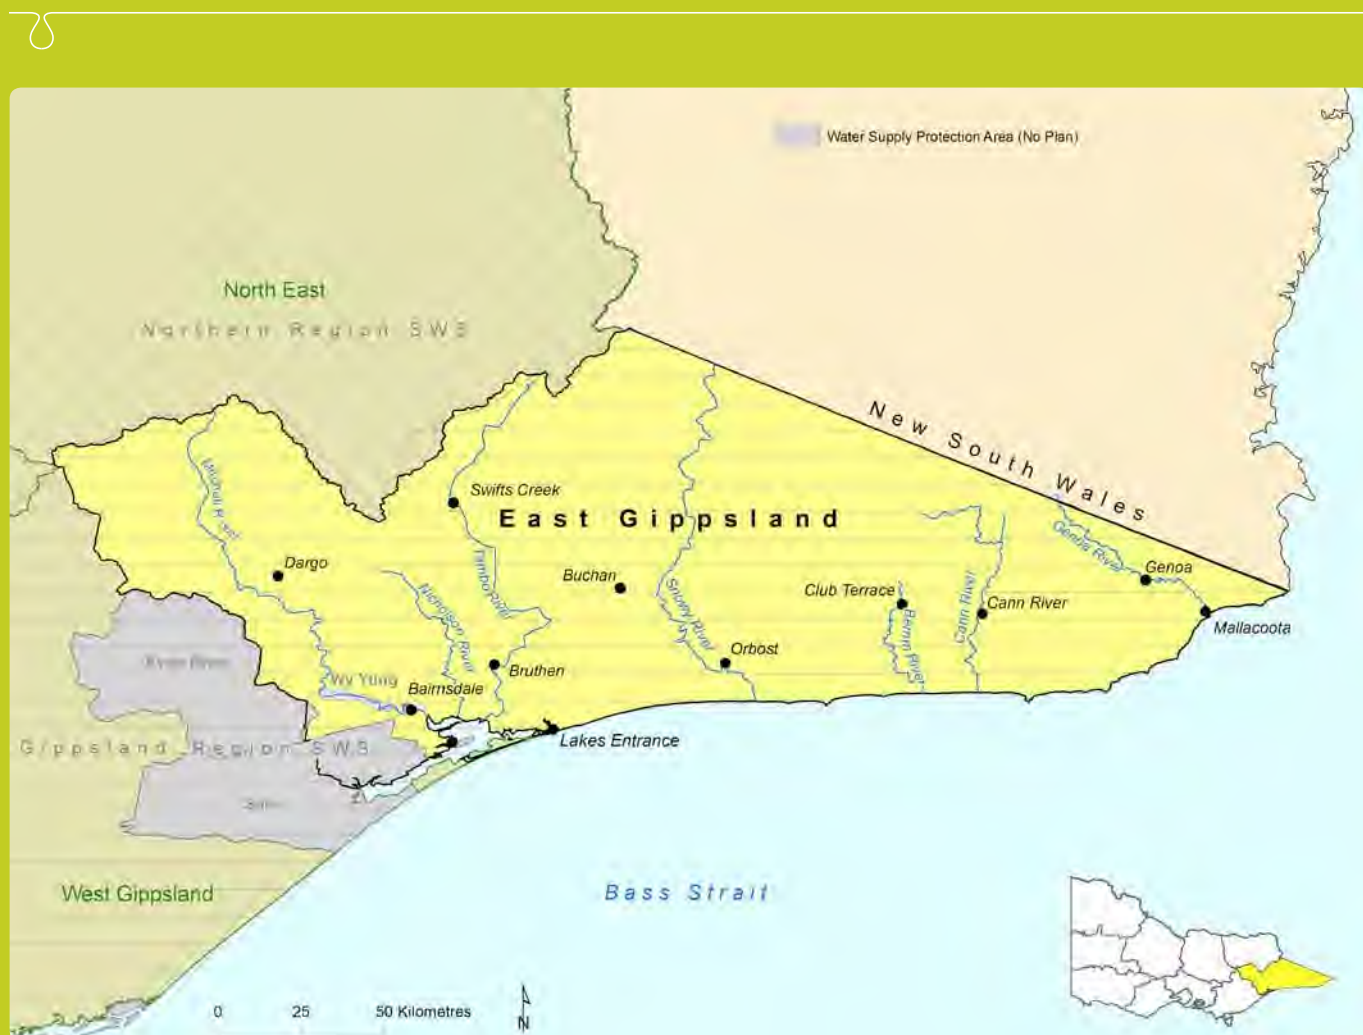 Water Supply Protection Area (No Plan)
North East
Northern Region SWS
New South Wales
Mitchell River
Swifts Creek
East Gippsland
Dargo
Tambo River
Buchan
Genoa River
Genoa
Nicholson River
Snowy River
Club Terrace
Cann River
Cann River
Bemm River
Mallacoota
Orbost
Bruthen
Wy Yung
Bairnsdale
Lakes Entrance
Gippsland Region SWS
West Gippsland
Bass Strait
0 25 50 Kilometres
N